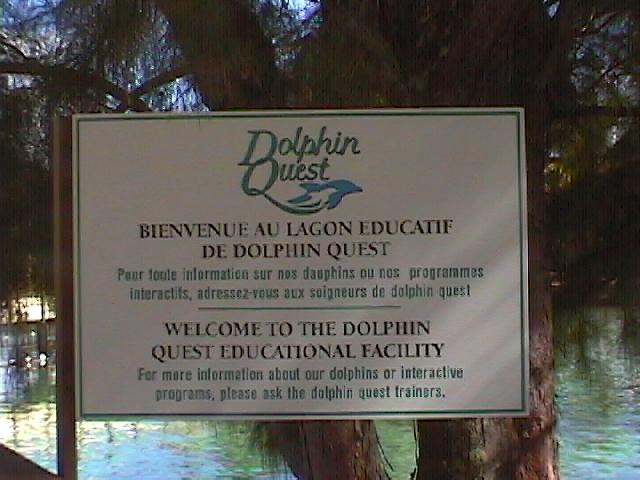 Dolphin
Quest
BIENVENUE AU LAGON EDUCATIF
DE DOLPHIN QUEST
Pour toute information sur nos dauphins ou nos programmes
interactifs, adressez-vous aux soigneurs de dolphin quest
WELCOME TO THE DOLPHIN
QUEST EDUCATIONAL FACILITY
For more information about our dolphins or interactive
programs, please ask the dolphin quest trainers.